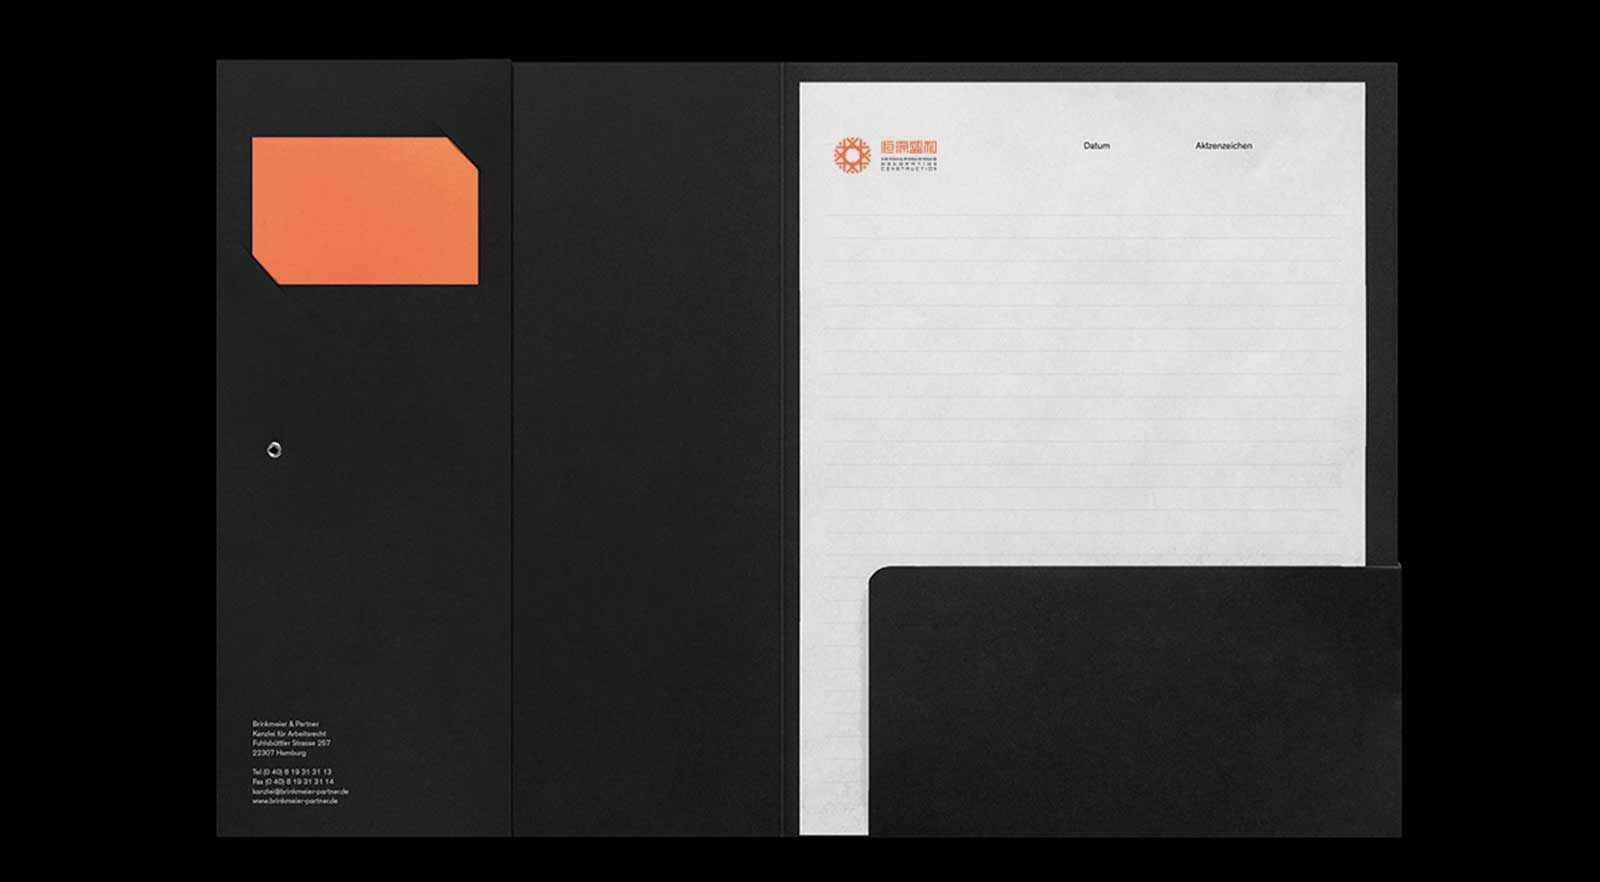 恒源盛和
DECORATION
CONSTRUCTION
Datum
Aktzenzeichen
Brinkmeier & Partner
Kanzlei für Arbeitsrecht
Fuhlsbüttler Strasse 257
22307 Hamburg
Tel (0 40) 8 19 31 31 13
Fax (0 40) 8 19 31 31 14
kanzlei@brinkmeier-partner.de
www.brinkmeier-partner.de